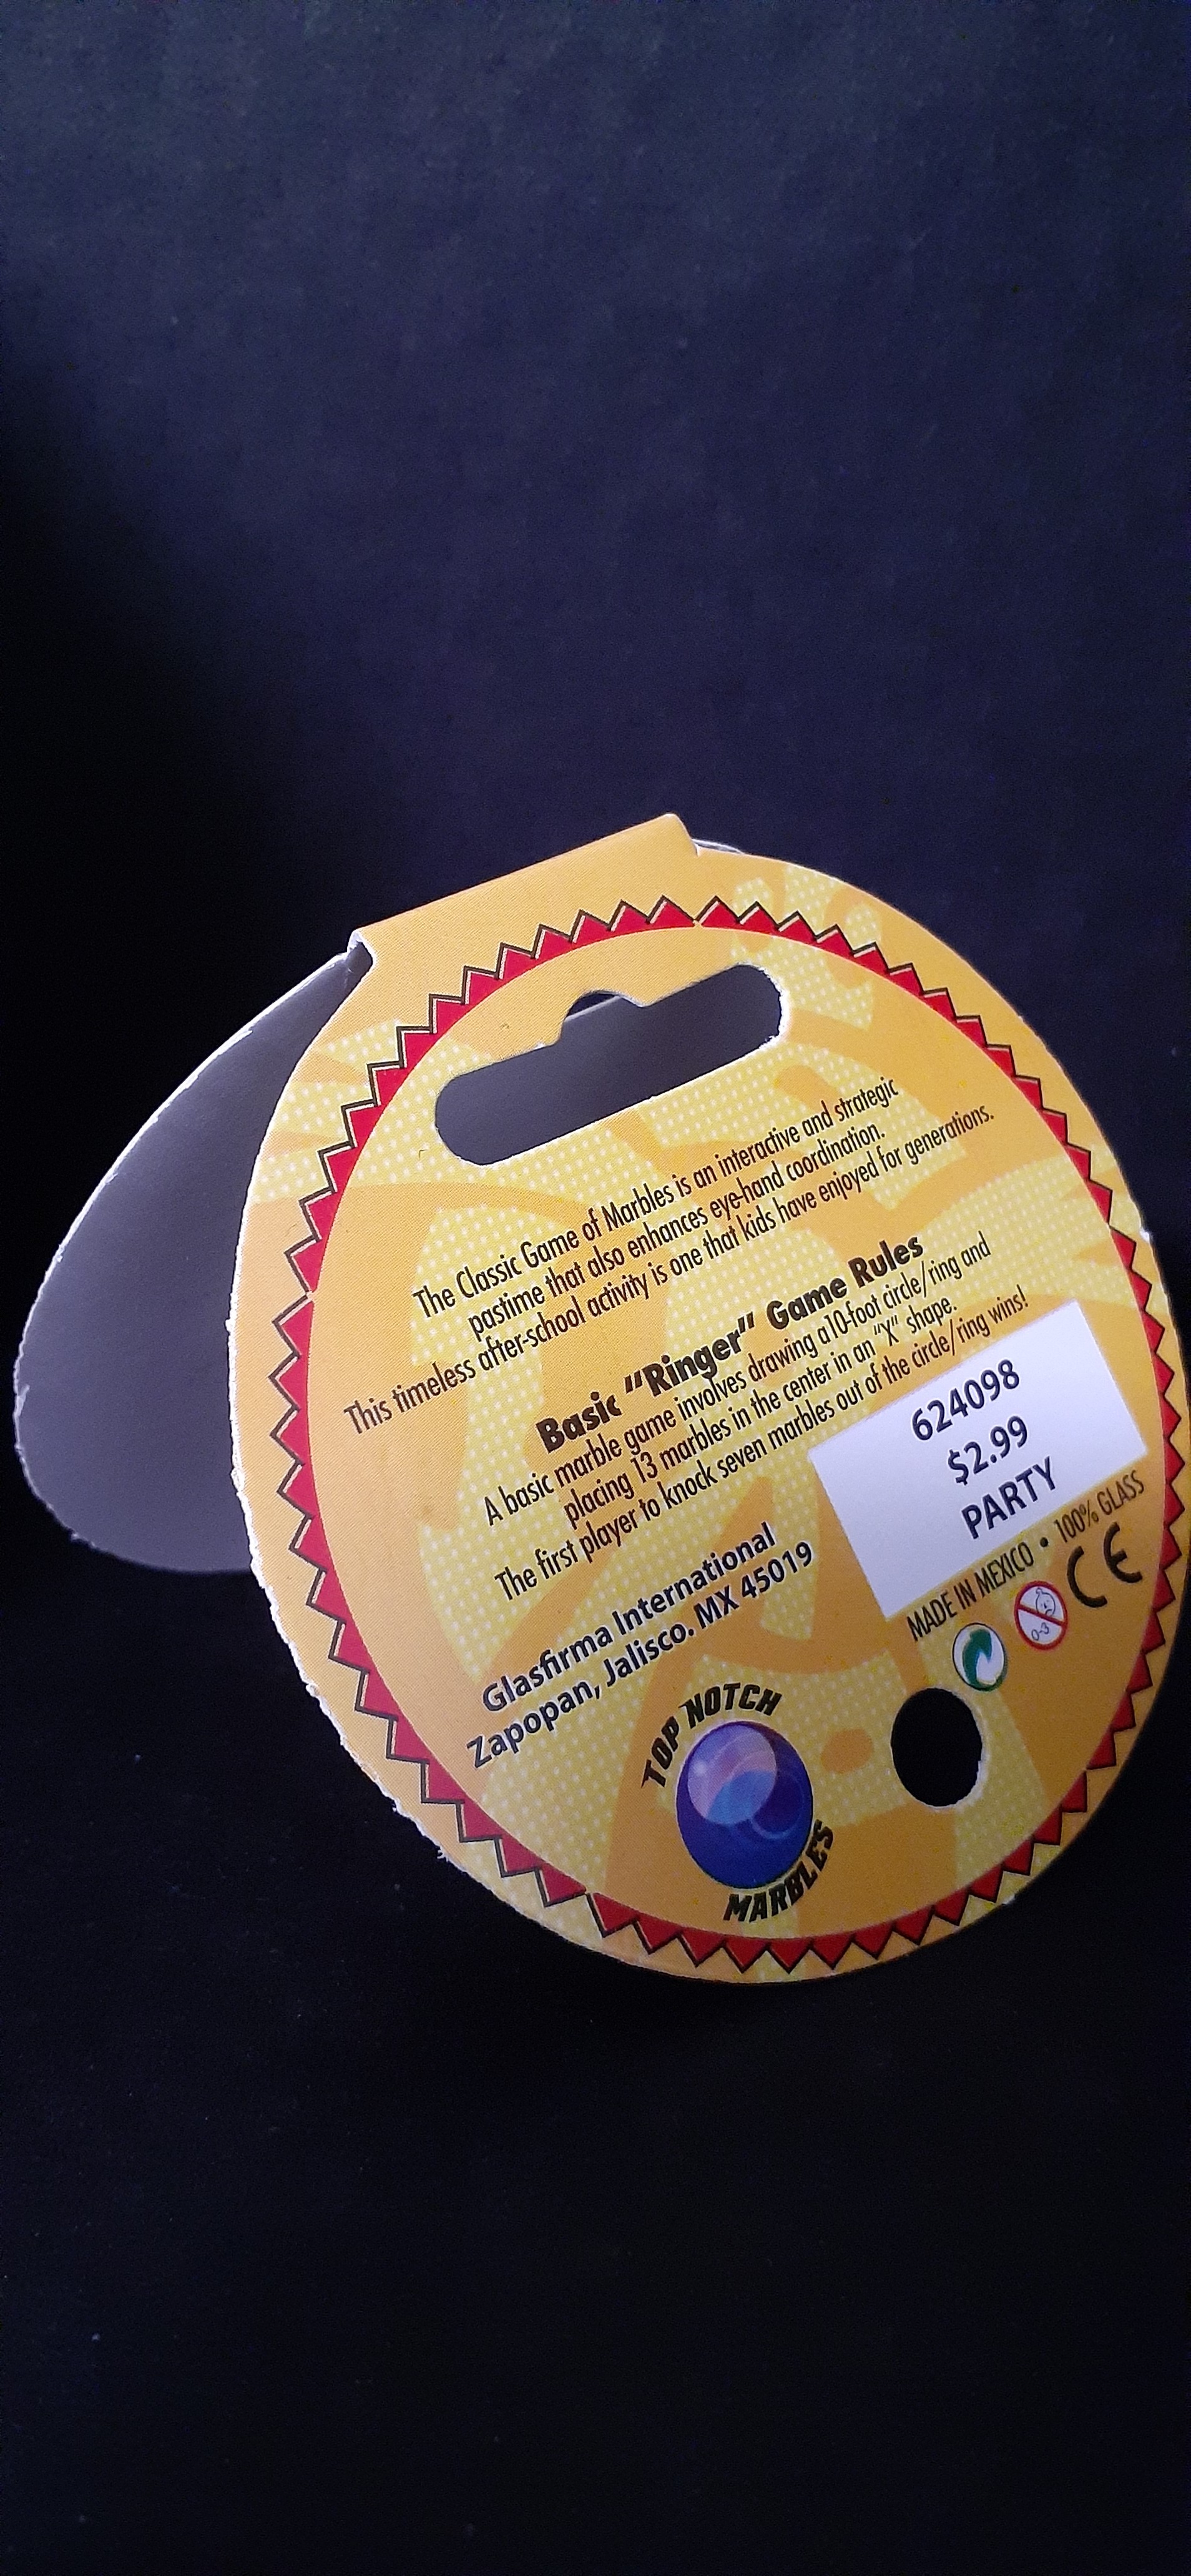 The Classic Game of Marbles is an interactive and strategic
pastime that also enhances eye-hand coordination.
This timeless after-school activity is one that kids have enjoyed for generations.
Basic "Ringer" Game Rules
A basic marble game involves drawing a10-foot circle/ring and
placing 13 marbles in the center in an "X" shape.
The first player to knock seven marbles out of the circle/ring wins!
624098
$2.99
PARTY
Glasfirma International
Zapopan, Jalisco. MX 45019
MADE IN MEXICO • 100% GLASS
0-3
CE
TOP NOTCH
MARBLES